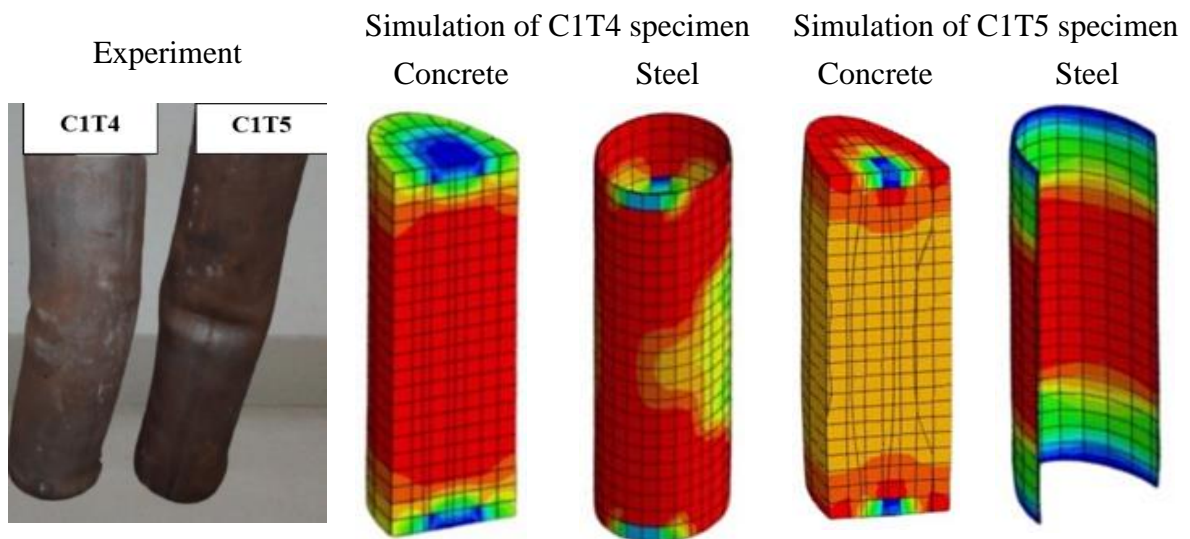 Experiment
Simulation of C1T4 specimen
Simulation of C1T5 specimen
Concrete
Steel
Concrete
Steel
C1T4
C1T5